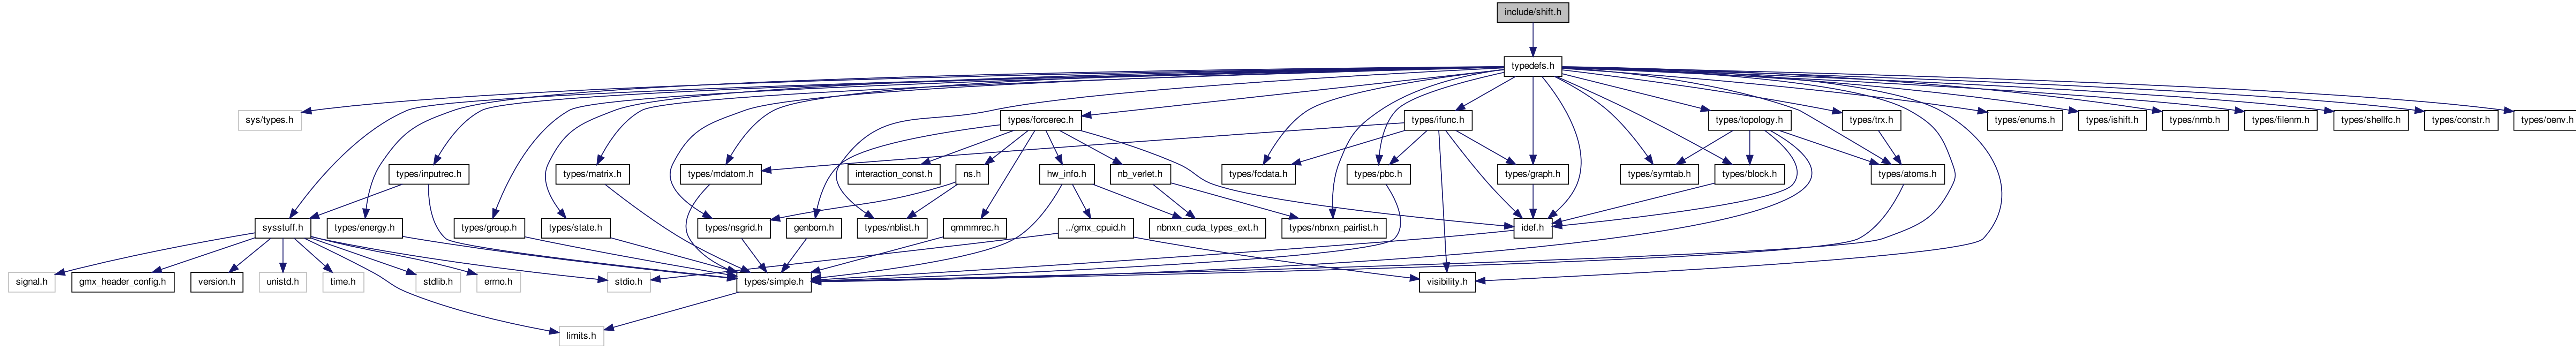 include/shift.h
typedefs.h
sys/types.h
types/forcerec.h
types/ifunc.h
types/topology.h
types/trx.h
types/enums.h
types/ishift.h
types/nrnb.h
types/filenm.h
types/shellfc.h
types/constr.h
types/oenv.h
types/inputrec.h
types/matrix.h
types/mdatom.h
interaction_const.h
ns.h
hw_info.h
nb_verlet.h
types/fcdata.h
types/pbc.h
types/graph.h
types/symtab.h
types/block.h
types/atoms.h
sysstuff.h
types/energy.h
types/group.h
types/state.h
types/nsgrid.h
genborn.h
types/nblist.h
qmmmrec.h
../gmx_cpuid.h
nbnxn_cuda_types_ext.h
types/nbnxn_pairlist.h
idef.h
signal.h
gmx_header_config.h
version.h
unistd.h
time.h
stdlib.h
errno.h
stdio.h
types/simple.h
visibility.h
limits.h